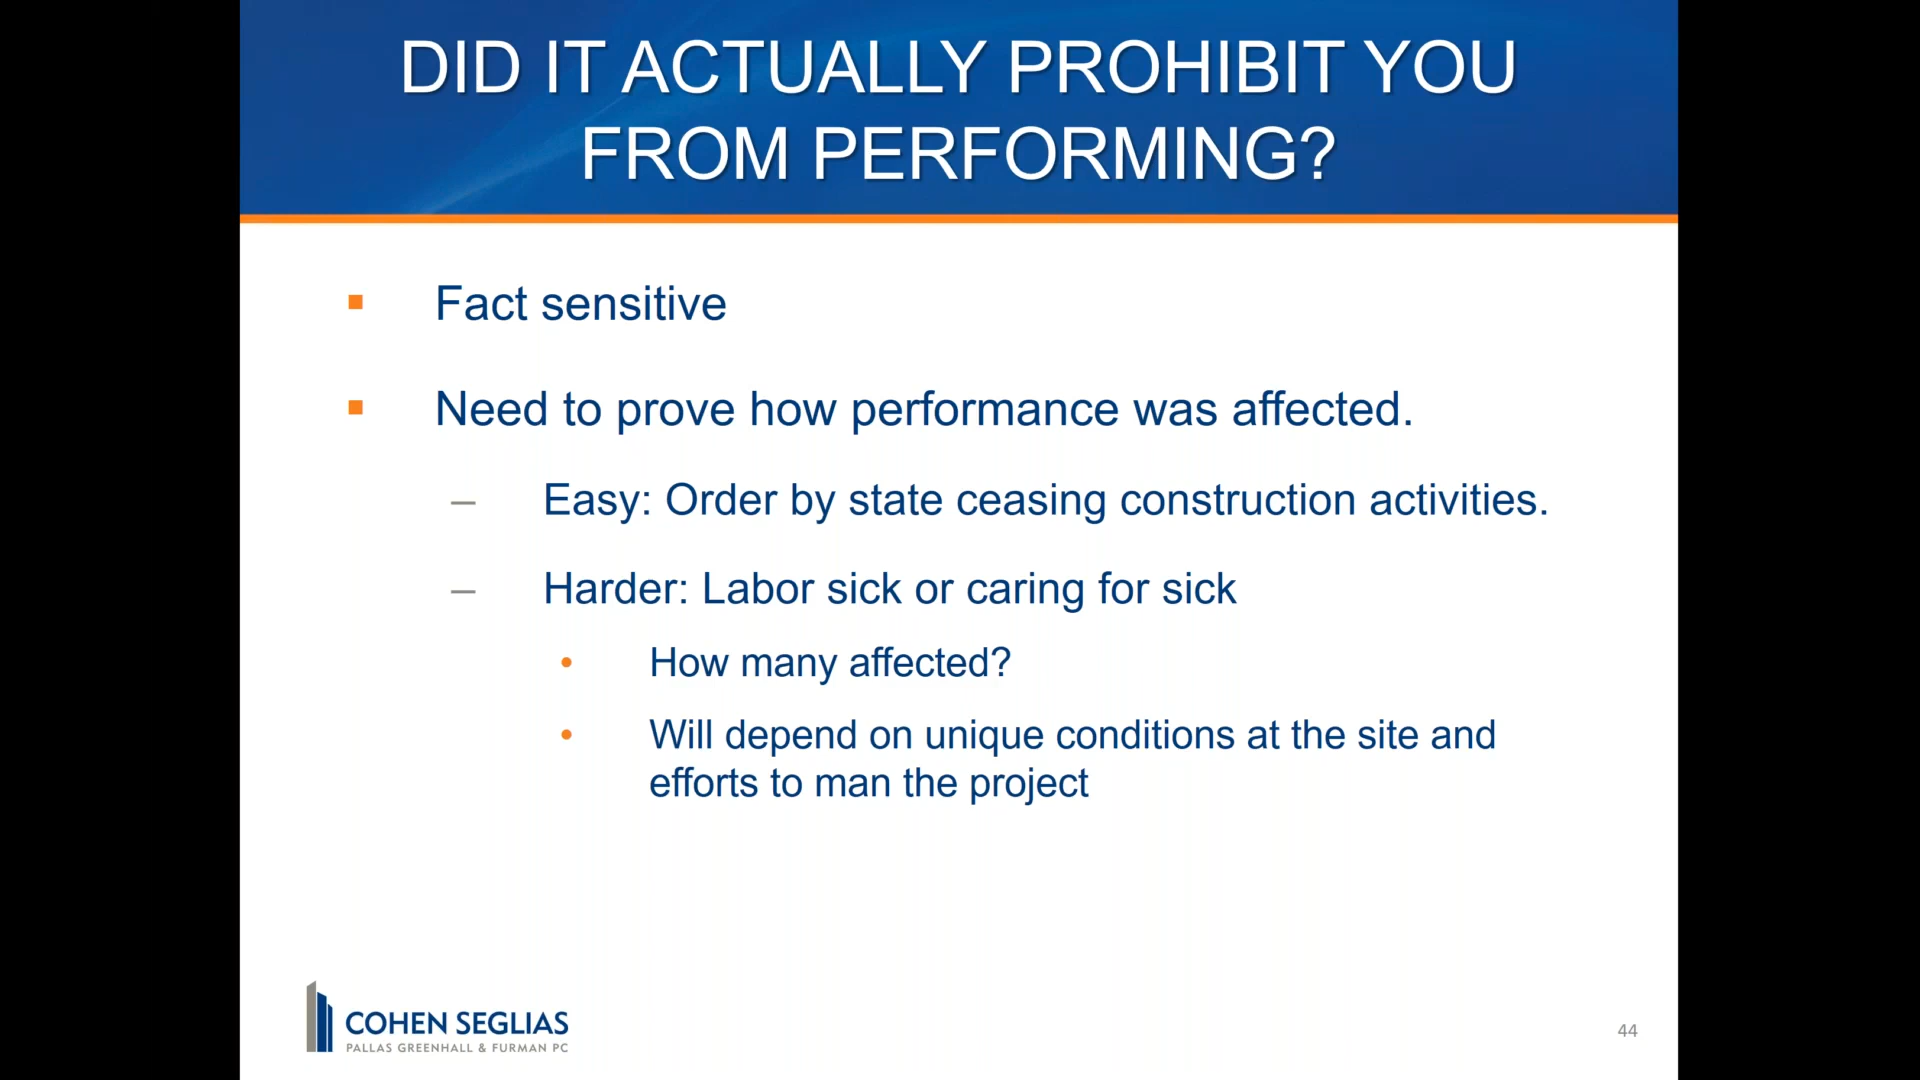 DID IT ACTUALLY PROHIBIT YOU
FROM PERFORMING?
Fact sensitive
Need to prove how performance was affected.
– Easy: Order by state ceasing construction activities.
– Harder: Labor sick or caring for sick
• How many affected?
• Will depend on unique conditions at the site and
efforts to man the project
COHEN SEGLIAS
PALLAS GREENHALL & FURMAN PC
44